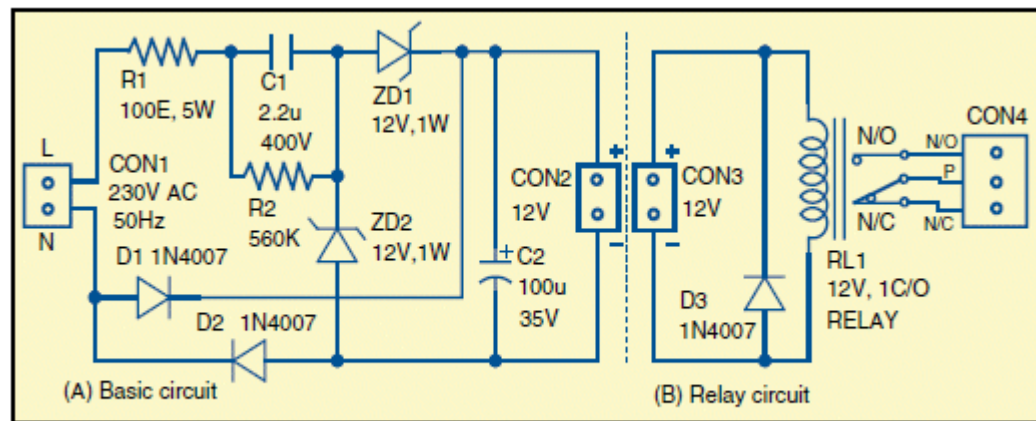 R1
100E, 5W
C1
2.2u
400V
ZD1
12V,1W
L
N
CON1
230V AC
50Hz
R2
560K
ZD2
12V,1W
D1 1N4007
D2 1N4007
C2
100u
35V
+
CON2
12V
+
-
(A) Basic circuit
+
-
CON3
12V
D3
1N4007
RL1
12V, 1C/O
RELAY
N/O
N/C
N/O
P
N/C
CON4
(B) Relay circuit